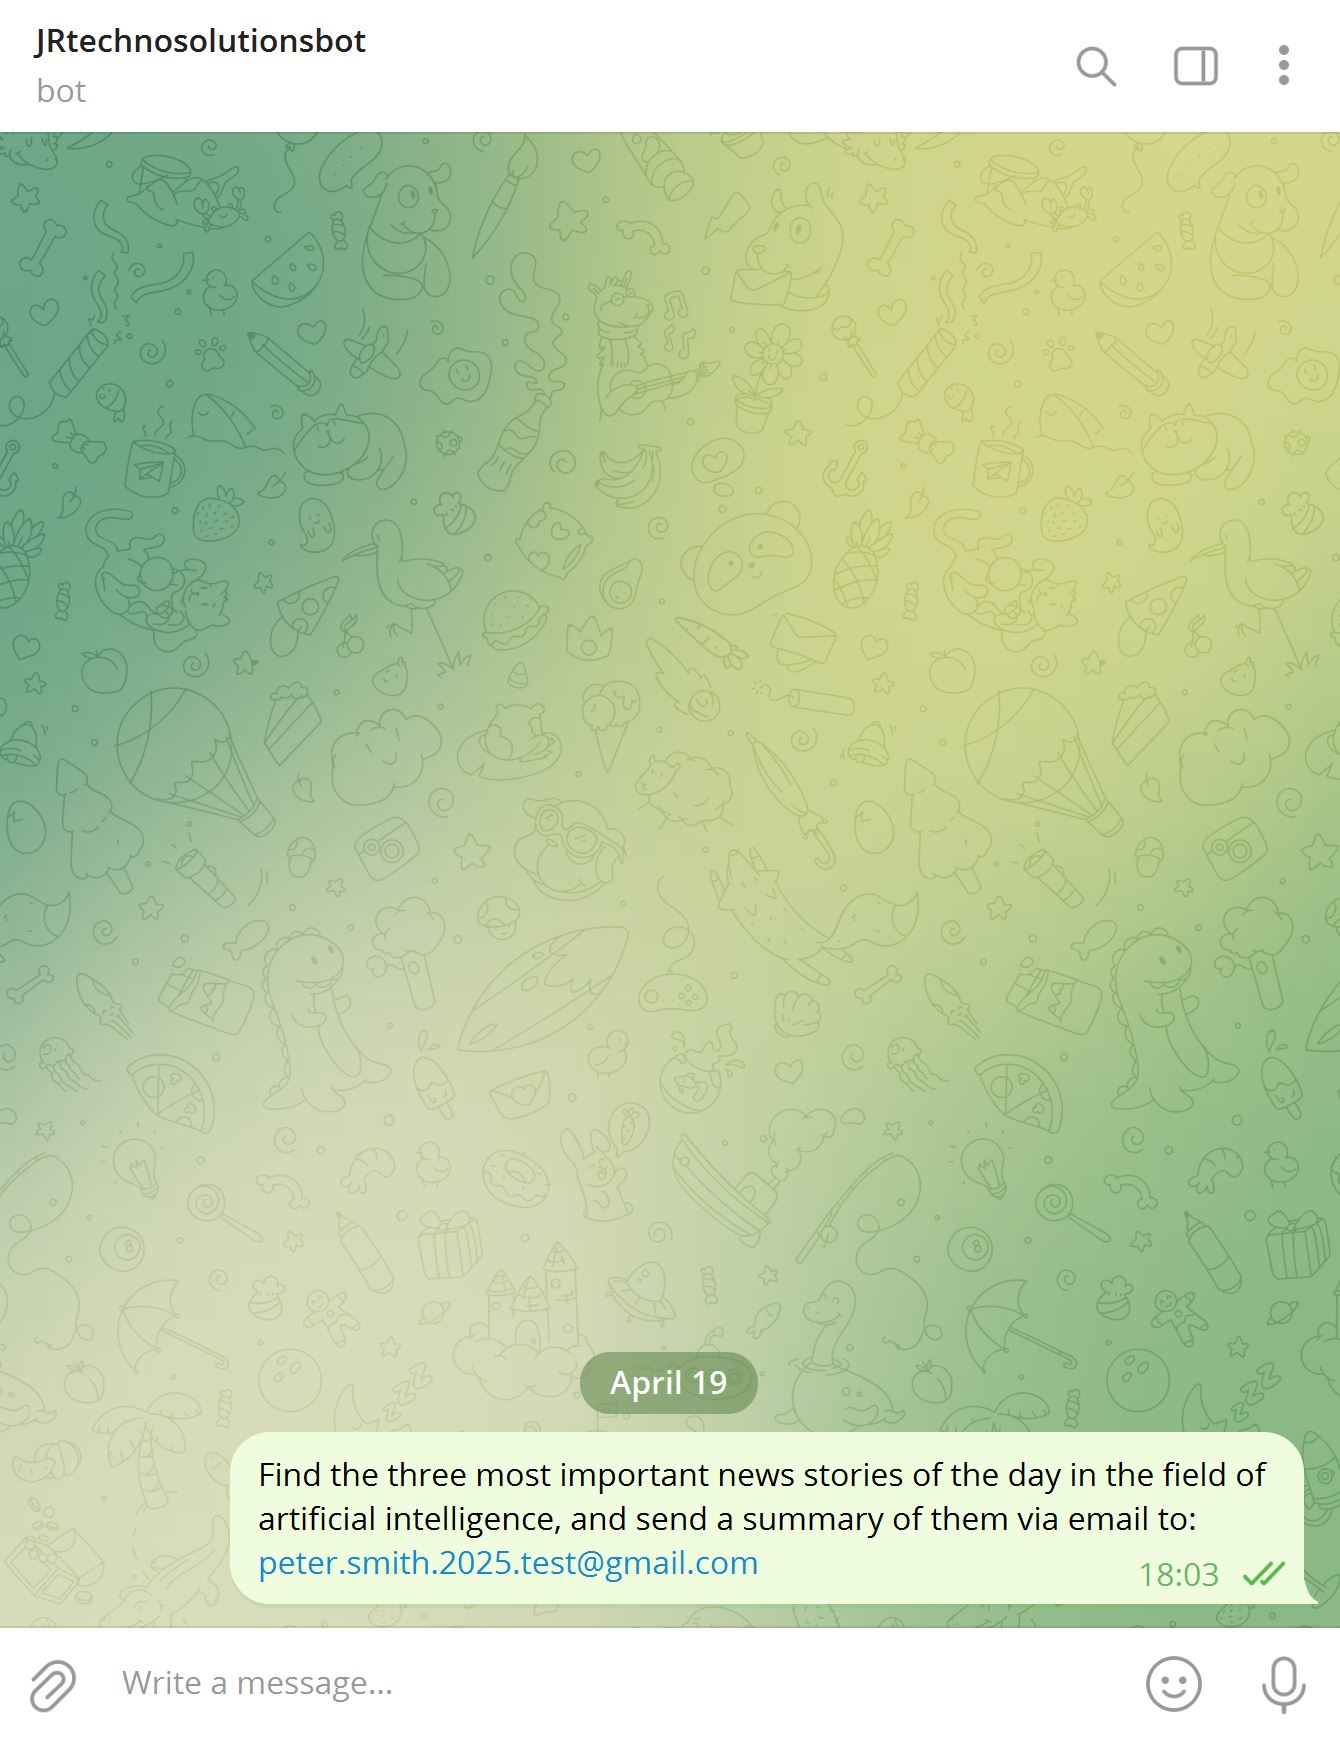 JRtechnosolutionsbot
bot
April 19
Find the three most important news stories of the day in the field of
artificial intelligence, and send a summary of them via email to:
peter.smith.2025.test@gmail.com
18:03
Write a message...